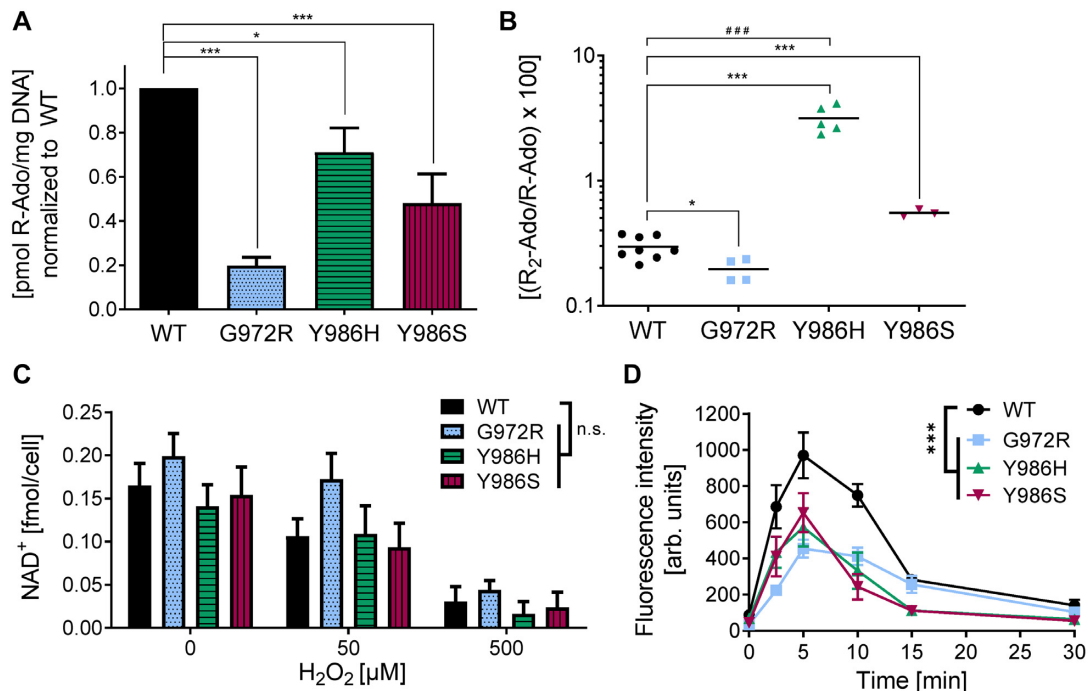 A
[pmol R-Ado/mg DNA]
normalized to WT
1.0
0.8
0.6
0.4
0.2
0.0
***
*
***
WT G972R Y986H Y986S
B
[(R₂-Ado/R-Ado) x 100]
10
1
0.1
###
***
***
*
WT G972R Y986H Y986S
C
NAD⁺ [fmol/cell]
0.25
0.20
0.15
0.10
0.05
0.00
WT
G972R
Y986H
Y986S
n.s.
0 50 500
H₂O₂ [µM]
D
Fluorescence intensity
[arb. units]
1200
1000
800
600
400
200
0
***
WT
G972R
Y986H
Y986S
0 5 10 15 20 25 30
Time [min]